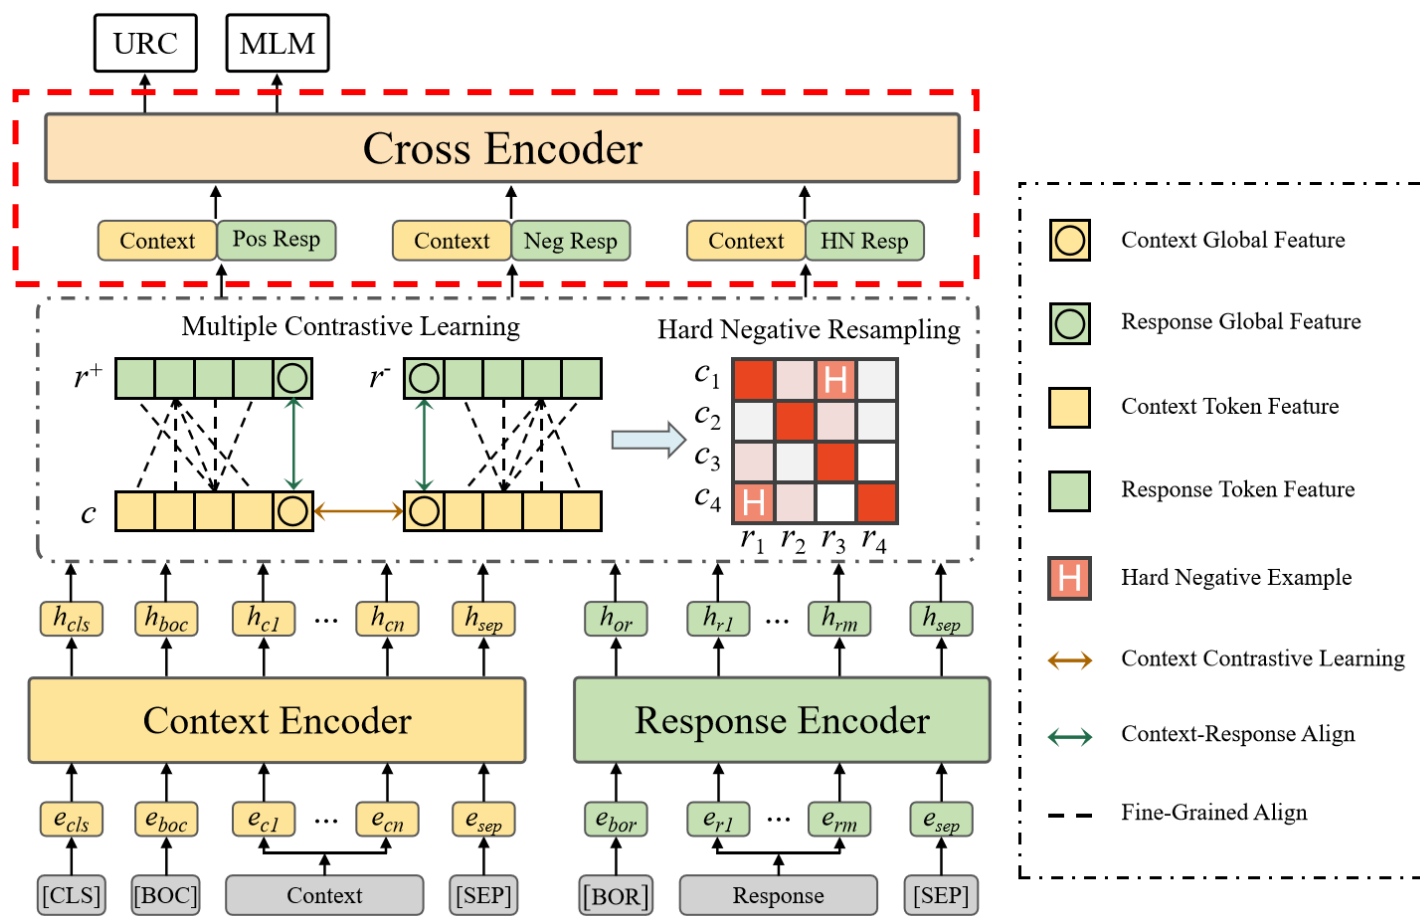 URC MLM
Cross Encoder
Context Pos Resp Context Neg Resp Context HN Resp
Multiple Contrastive Learning Hard Negative Resampling
r+ r-
c
c1 H
c2
c3
c4 H
r1 r2 r3 r4
hcls hboc hc1 ... hcn hsep hor hr1 ... hrm hsep
Context Encoder Response Encoder
ecls eboc ec1 ... ecn esep ebor er1 ... erm esep
[CLS] [BOC] Context [SEP] [BOR] Response [SEP]
Context Global Feature
Response Global Feature
Context Token Feature
Response Token Feature
H Hard Negative Example
Context Contrastive Learning
Context-Response Align
Fine-Grained Align